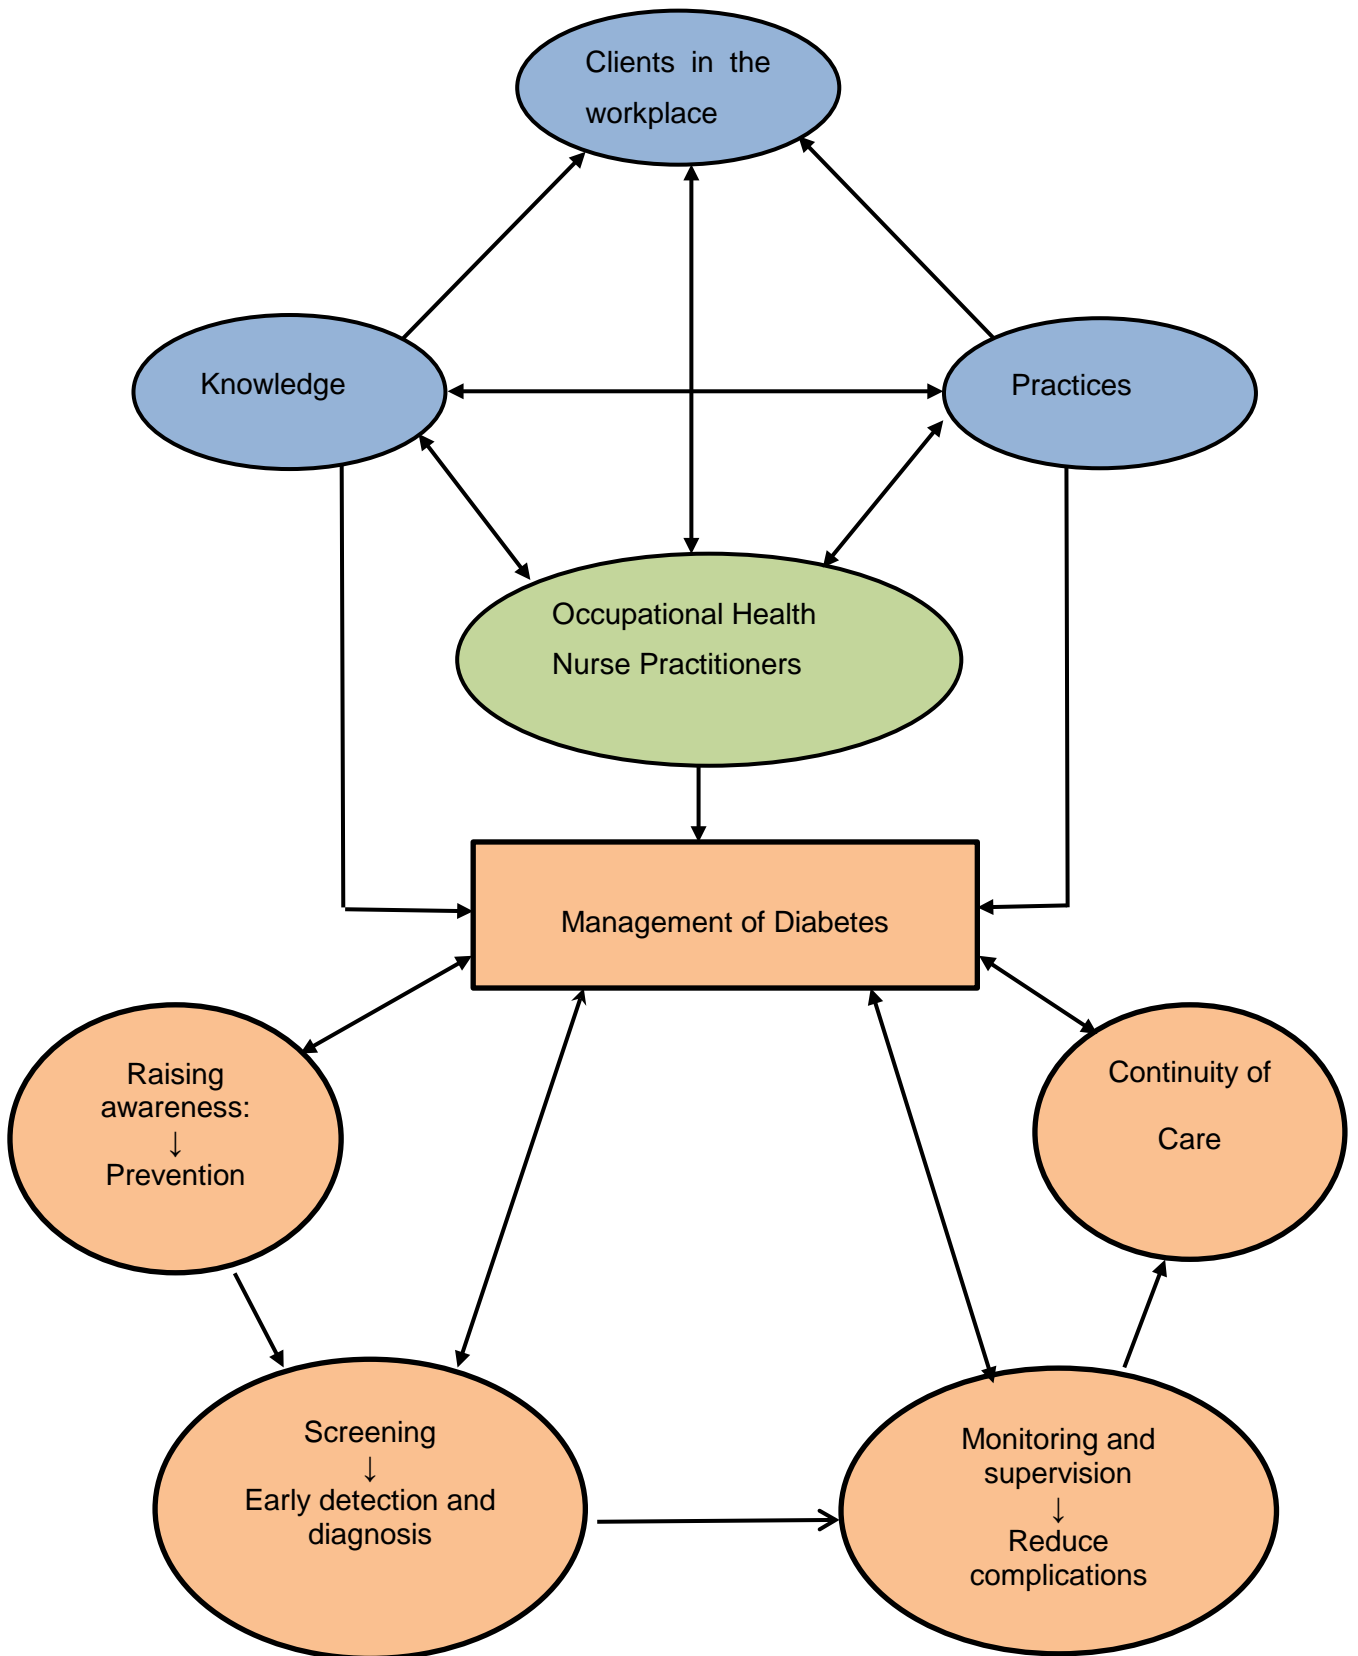 Clients in the
workplace
Knowledge
Practices
Occupational Health
Nurse Practitioners
Management of Diabetes
Raising
awareness:
↓
Prevention
Continuity of
Care
Screening
↓
Early detection and
diagnosis
Monitoring and
supervision
↓
Reduce
complications